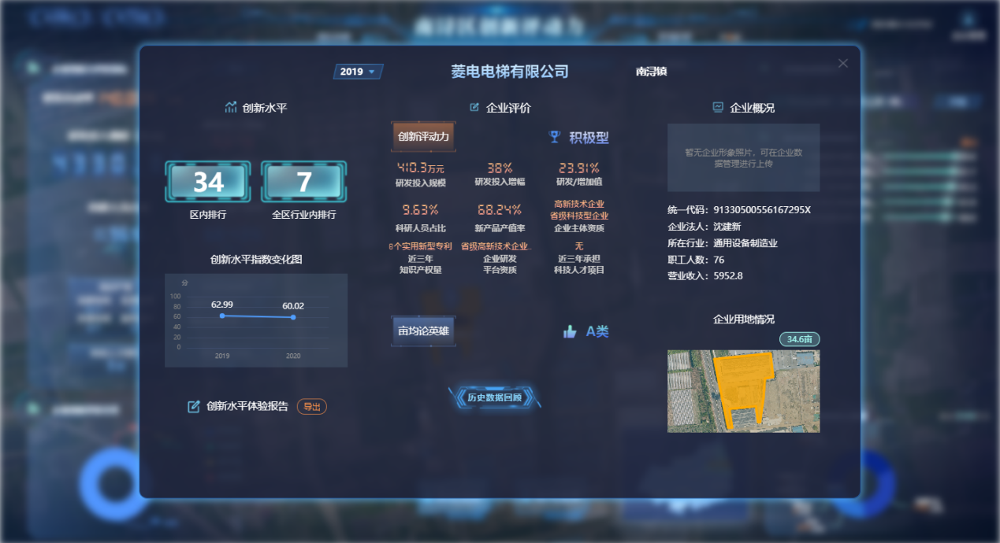 2019
菱电电梯有限公司
南浔镇
创新水平
34
区内排行
7
全区行业内排行
创新水平指数变化图
分
100
80
60
40
20
0
62.99
60.02
2019
2020
创新水平体验报告
导出
企业评价
创新评动力
积极型
410.3万元
研发投入规模
38%
研发投入增幅
23.91%
研发/增加值
9.63%
科研人员占比
68.24%
新产品产值率
高新技术企业
省级科技型企业
企业主体资质
8个实用新型专利
近三年
知识产权量
省级高新技术企业..
企业研发
平台资质
无
近三年承担
科技人才项目
亩均论英雄
A类
历史数据回顾
企业概况
暂无企业形象照片，可在企业数
据管理进行上传
统一代码：91330500556167295X
企业法人：沈建新
所在行业：通用设备制造业
职工人数：76
营业收入：5952.8
企业用地情况
34.6亩